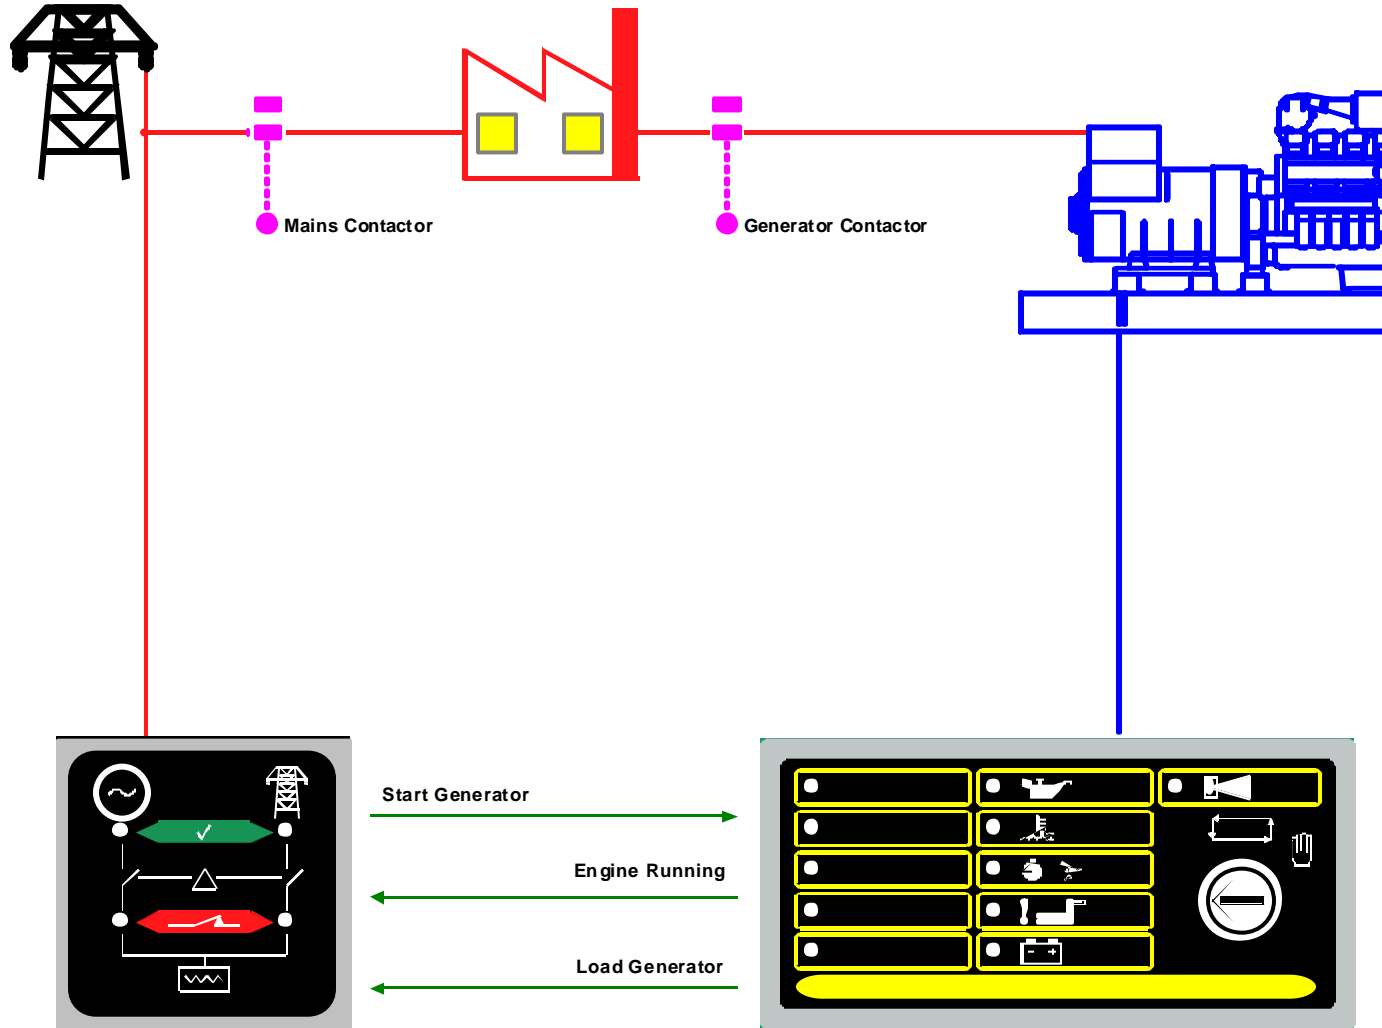 Mains Contactor
Generator Contactor
Start Generator
Engine Running
Load Generator